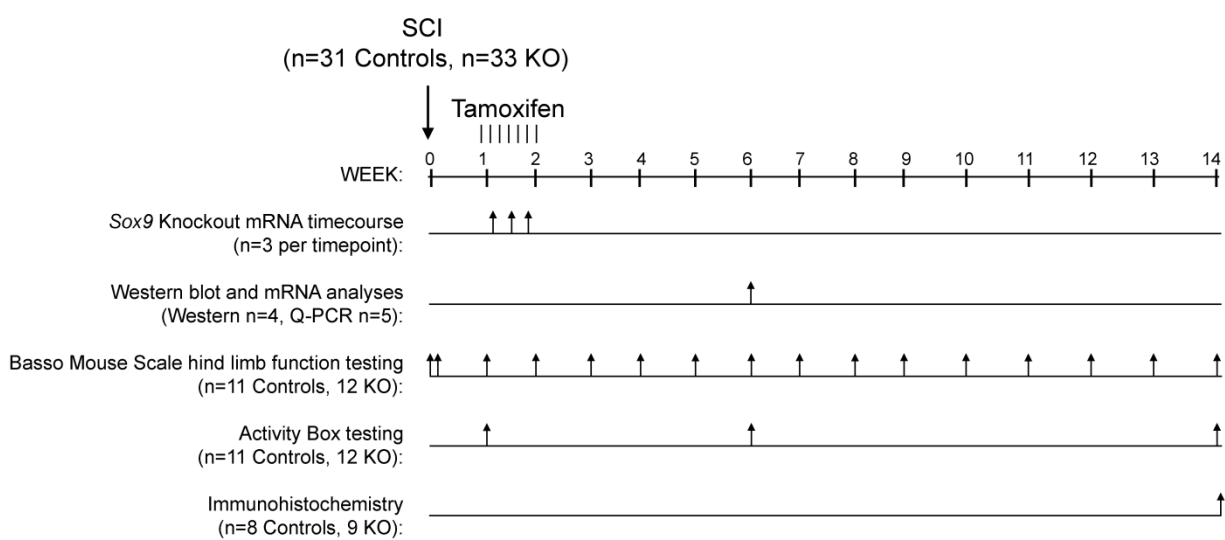 SCI
(n=31 Controls, n=33 KO)
Tamoxifen
WEEK: 0 1 2 3 4 5 6 7 8 9 10 11 12 13 14
Sox9 Knockout mRNA timecourse
(n=3 per timepoint):
Western blot and mRNA analyses
(Western n=4, Q-PCR n=5):
Basso Mouse Scale hind limb function testing
(n=11 Controls, 12 KO):
Activity Box testing
(n=11 Controls, 12 KO):
Immunohistochemistry
(n=8 Controls, 9 KO):